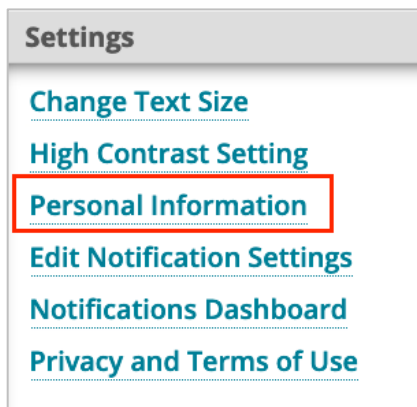 Settings
Change Text Size
High Contrast Setting
Personal Information
Edit Notification Settings
Notifications Dashboard
Privacy and Terms of Use